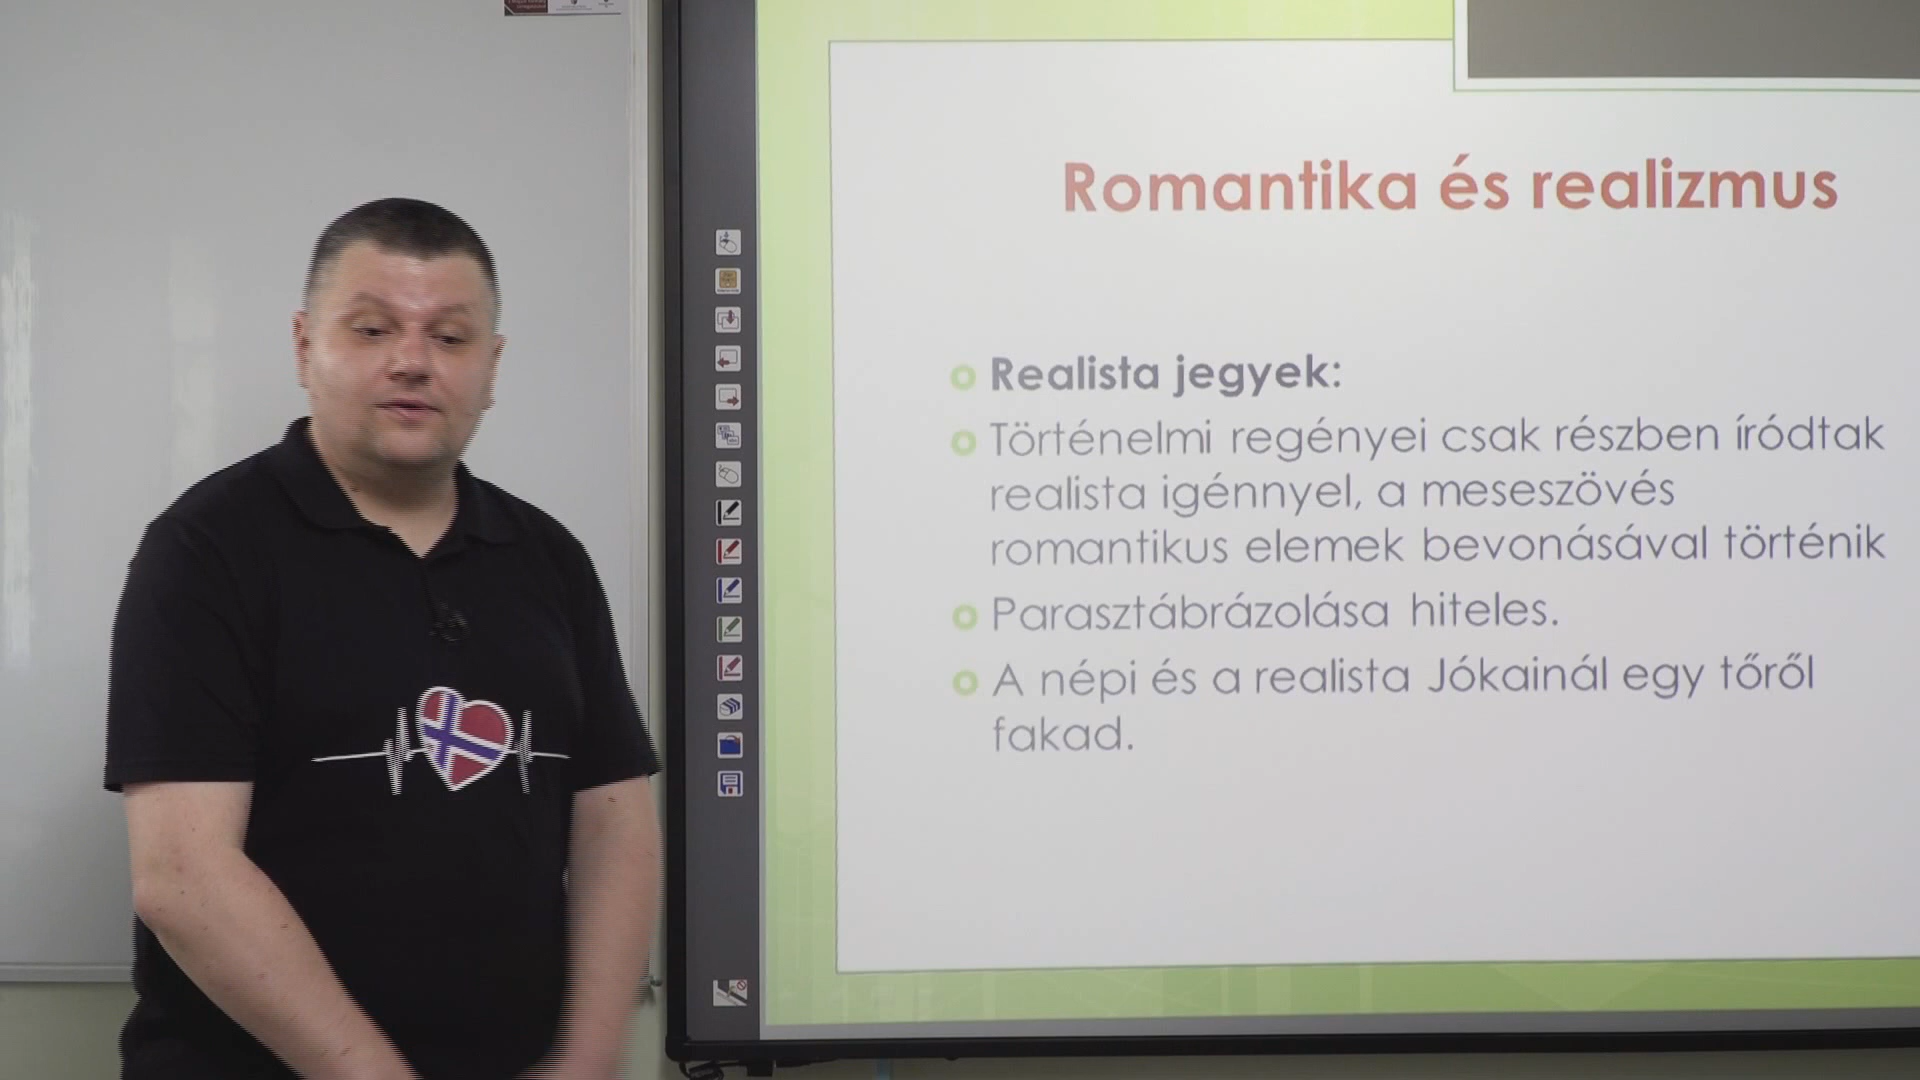 Romantika és realizmus
Realista jegyek:
Történelmi regényei csak részben íródtak
realista igénnyel, a meseszövés
romantikus elemek bevonásával történik
Parasztábrázolása hiteles.
A népi és a realista Jókainál egy tőről
fakad.